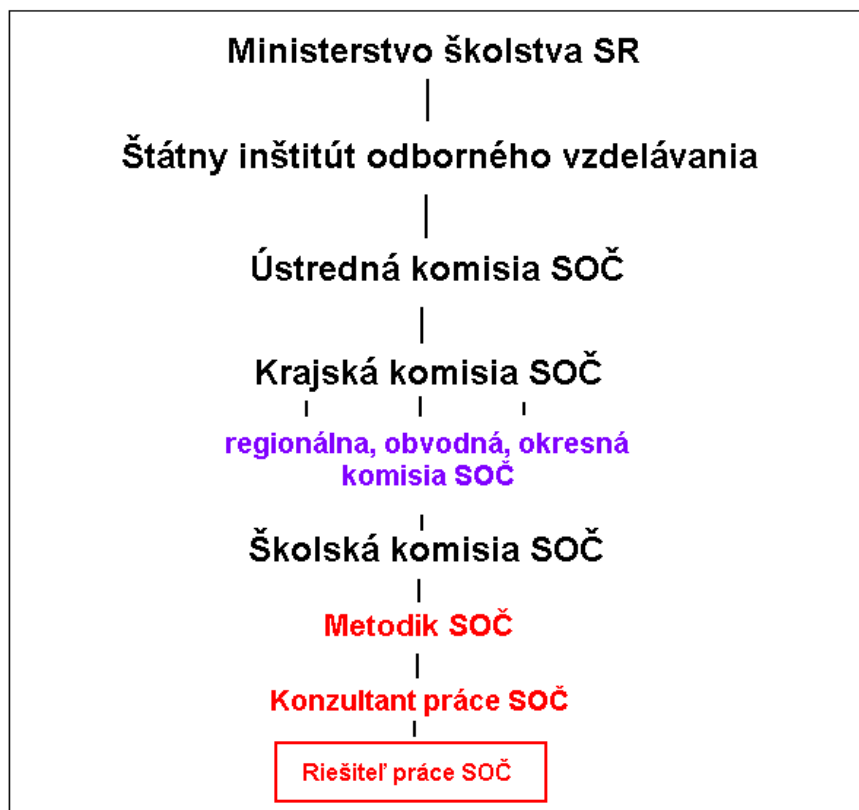 Ministerstvo školstva SR
Štátny inštitút odborného vzdelávania
Ústredná komisia SOČ
Krajská komisia SOČ
regionálna, obvodná, okresná
komisia SOČ
Školská komisia SOČ
Metodik SOČ
Konzultant práce SOČ
Riešiteľ práce SOČ